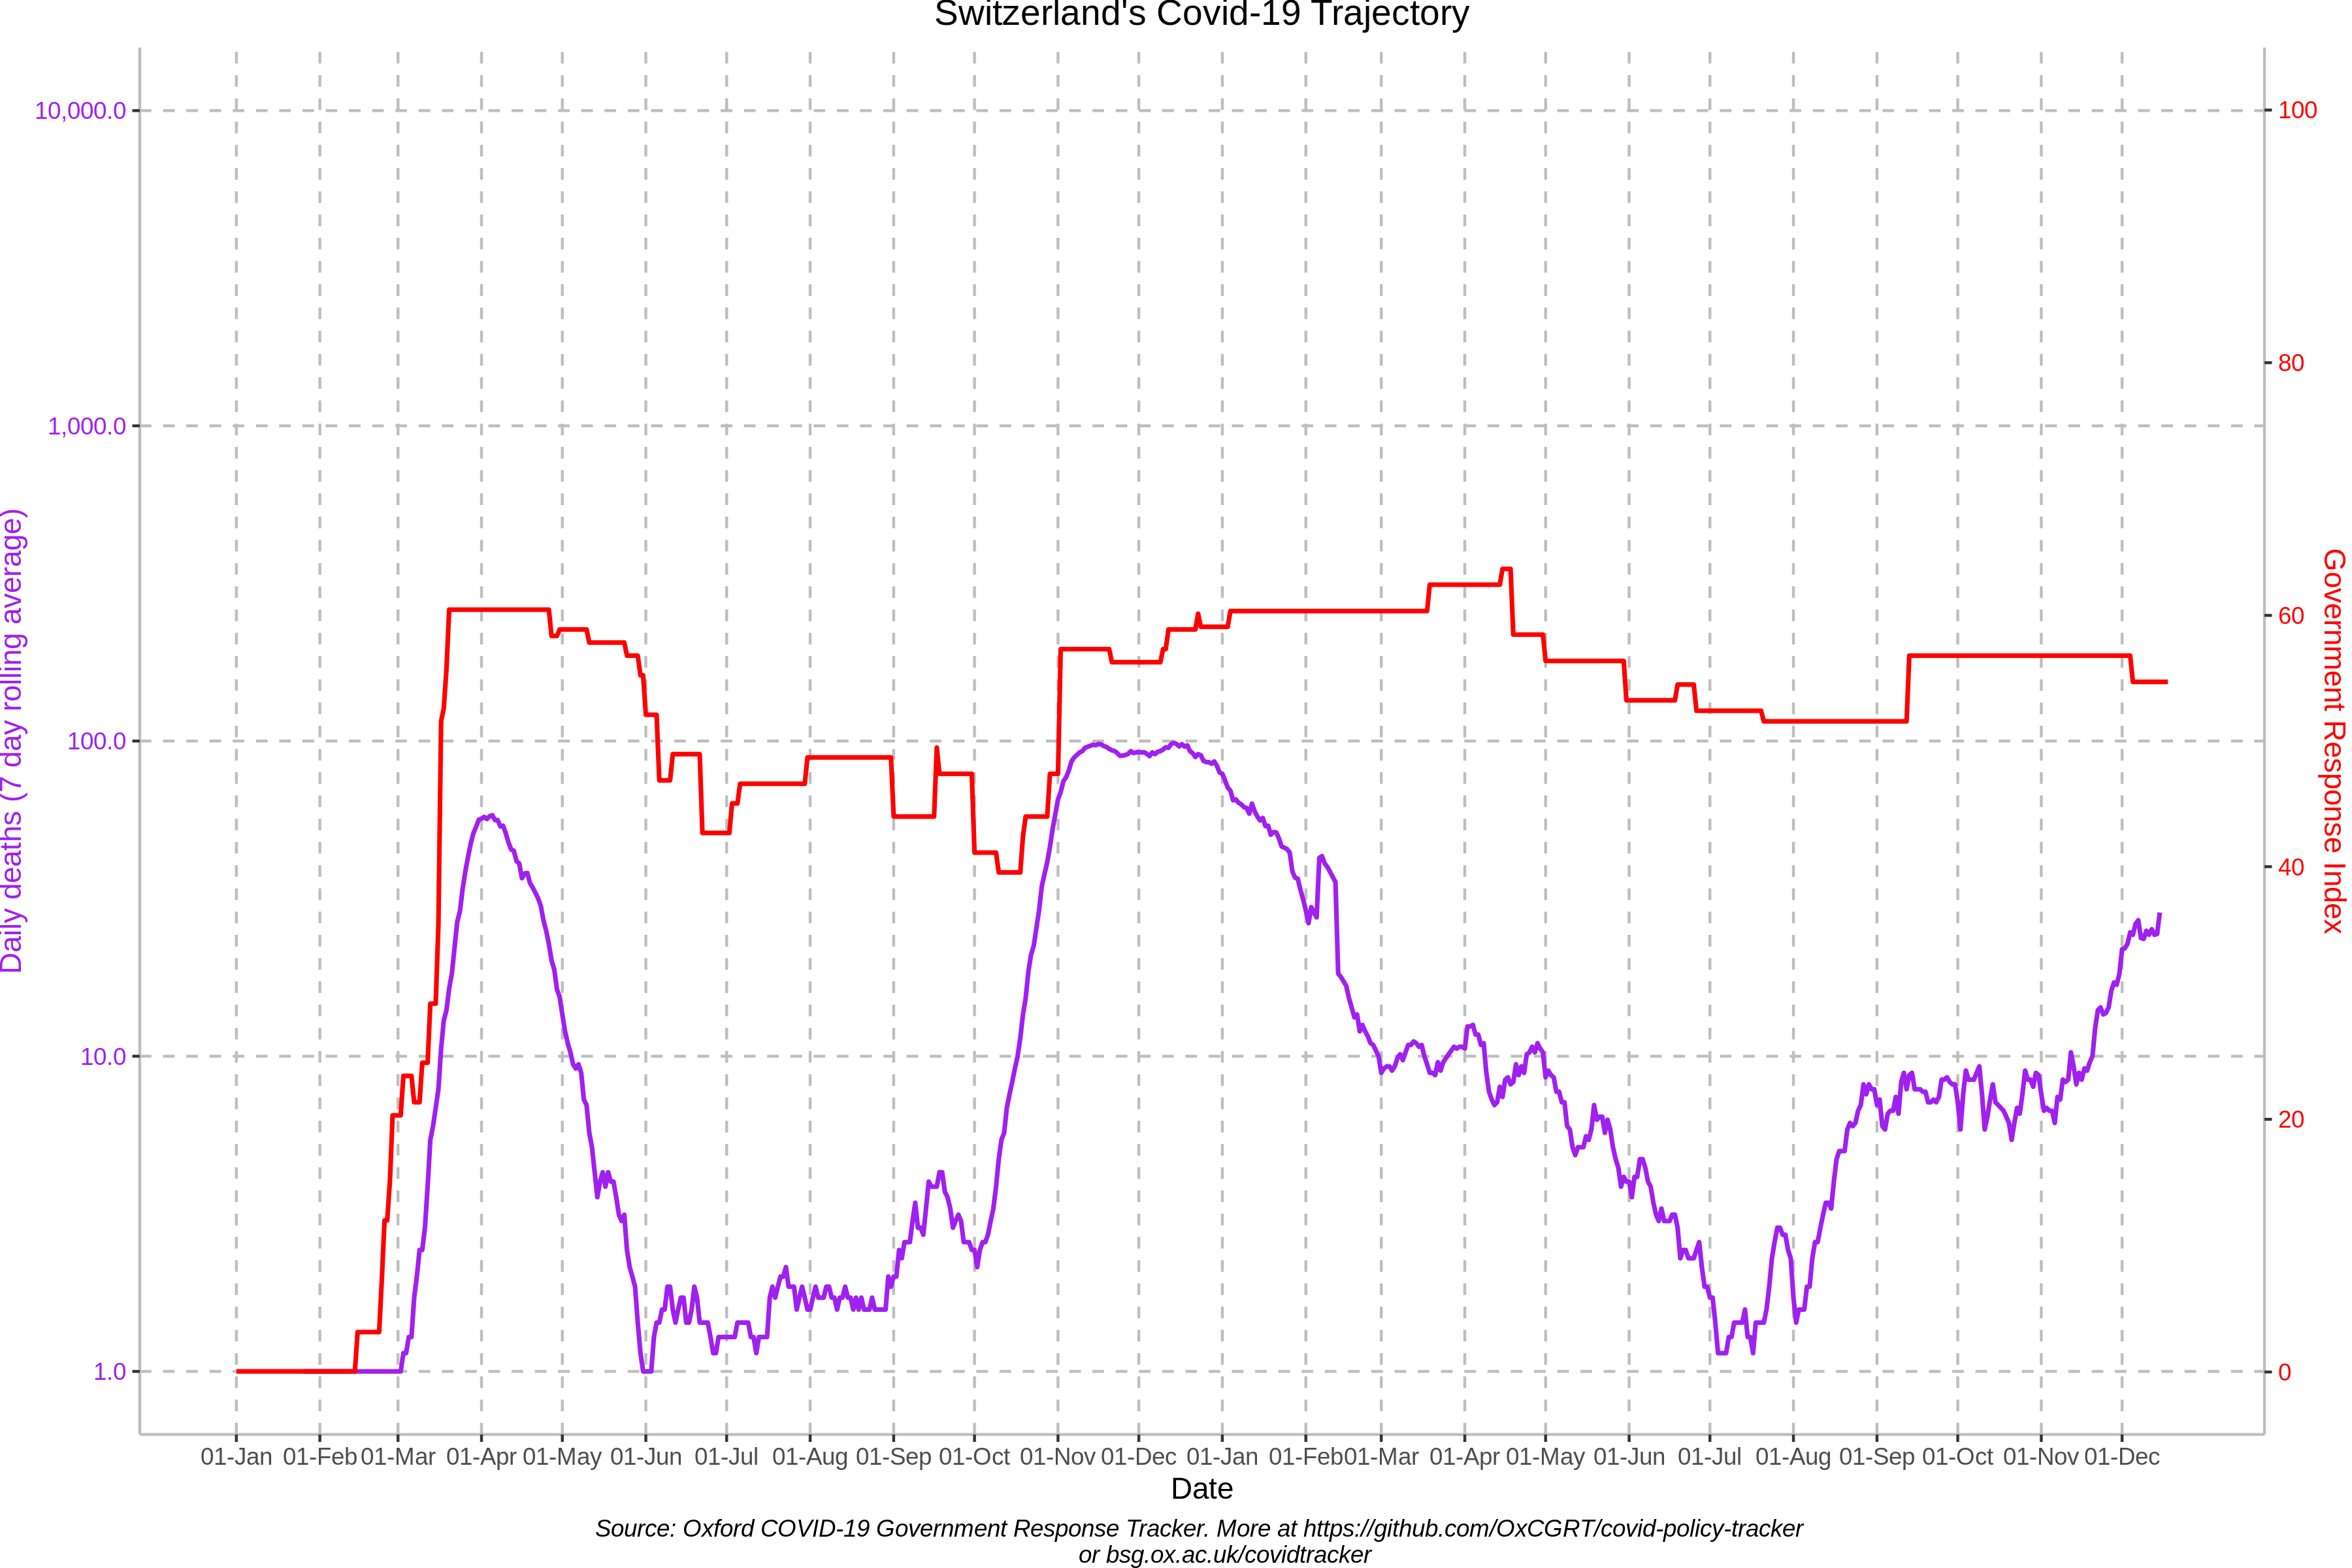 Switzerland's Covid-19 Trajectory
10,000.0
1,000.0
100.0
10.0
1.0
Daily deaths (7 day rolling average)
100
80
60
40
20
0
Government Response Index
01-Jan 01-Feb 01-Mar 01-Apr 01-May 01-Jun 01-Jul 01-Aug 01-Sep 01-Oct 01-Nov 01-Dec 01-Jan 01-Feb 01-Mar 01-Apr 01-May 01-Jun 01-Jul 01-Aug 01-Sep 01-Oct 01-Nov 01-Dec
Date
Source: Oxford COVID-19 Government Response Tracker. More at https://github.com/OxCGRT/covid-policy-tracker
or bsg.ox.ac.uk/covidtracker